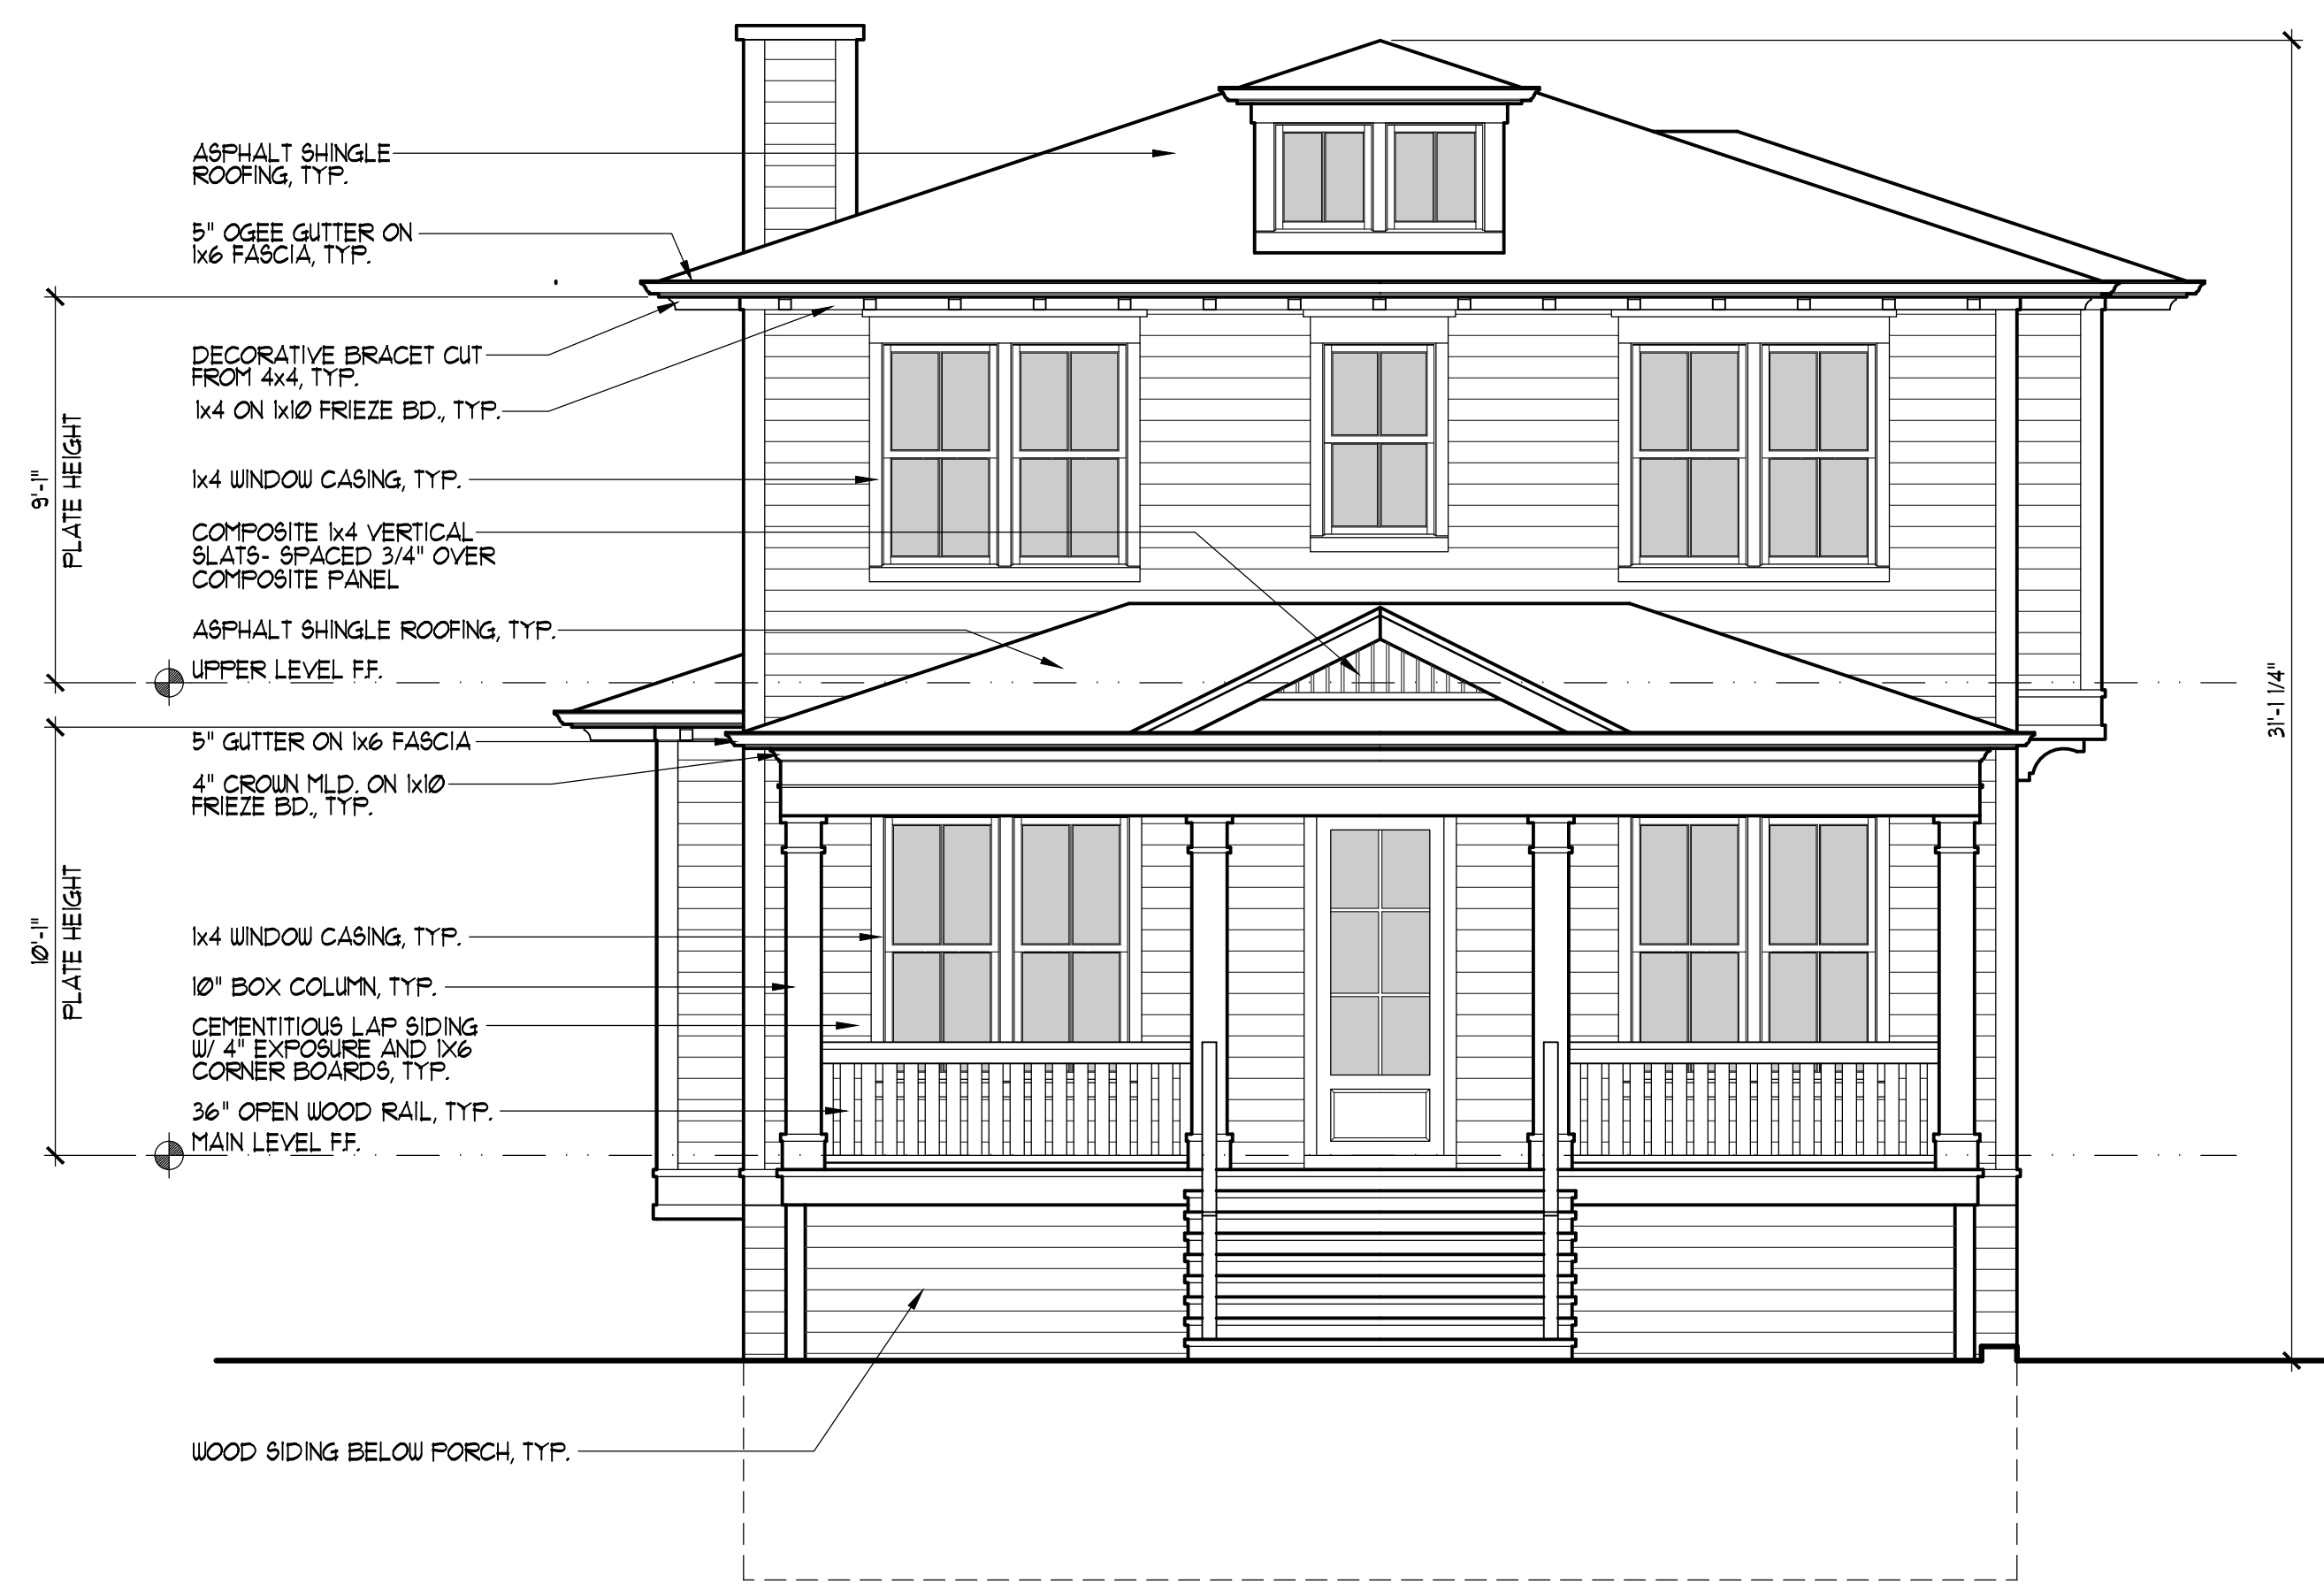 ASPHALT SHINGLE
ROOFING, TYP.
5" OGEE GUTTER ON
1x6 FASCIA, TYP.
DECORATIVE BRACET CUT
FROM 4x4, TYP.
1x4 ON 1x10 FRIEZE BD., TYP.
1x4 WINDOW CASING, TYP.
COMPOSITE 1x4 VERTICAL
SLATS- SPACED 3/4" OVER
COMPOSITE PANEL
ASPHALT SHINGLE ROOFING, TYP.
UPPER LEVEL F.F.
5" GUTTER ON 1x6 FASCIA
4" CROWN MLD. ON 1x10
FRIEZE BD., TYP.
1x4 WINDOW CASING, TYP.
10" BOX COLUMN, TYP.
CEMENTITIOUS LAP SIDING
W/ 4" EXPOSURE AND 1X6
CORNER BOARDS, TYP.
36" OPEN WOOD RAIL, TYP.
MAIN LEVEL F.F.
WOOD SIDING BELOW PORCH, TYP.
9'-1"
PLATE HEIGHT
10'-1"
PLATE HEIGHT
31'-1 1/4"